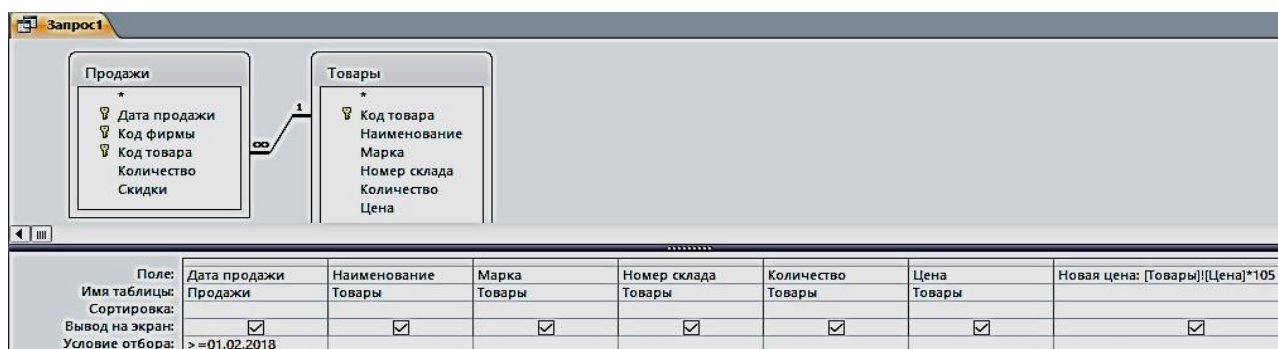 Запрос1
Продажи
*
Дата продажи
Код фирмы
Код товара
Количество
Скидки
∞
1
Товары
*
Код товара
Наименование
Марка
Номер склада
Количество
Цена
Поле: Дата продажи Наименование Марка Номер склада Количество Цена Новая цена: [Товары]![Цена]*105
Имя таблицы: Продажи Товары Товары Товары Товары Товары
Сортировка:
Вывод на экран:
Условие отбора: >=01.02.2018